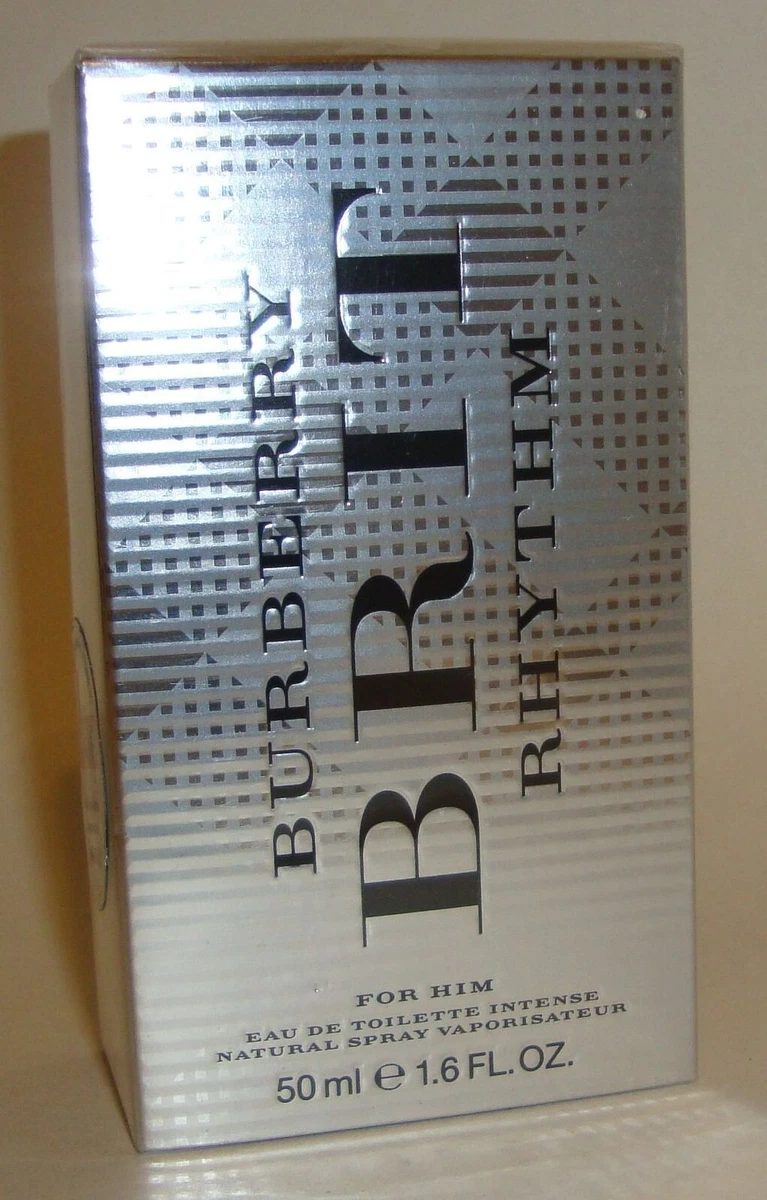 BURBERRY
BRIT
RHYTHM
FOR HIM
EAU DE TOILETTE INTENSE
NATURAL SPRAY VAPORISATEUR
50 ml ℮ 1.6 FL. OZ.